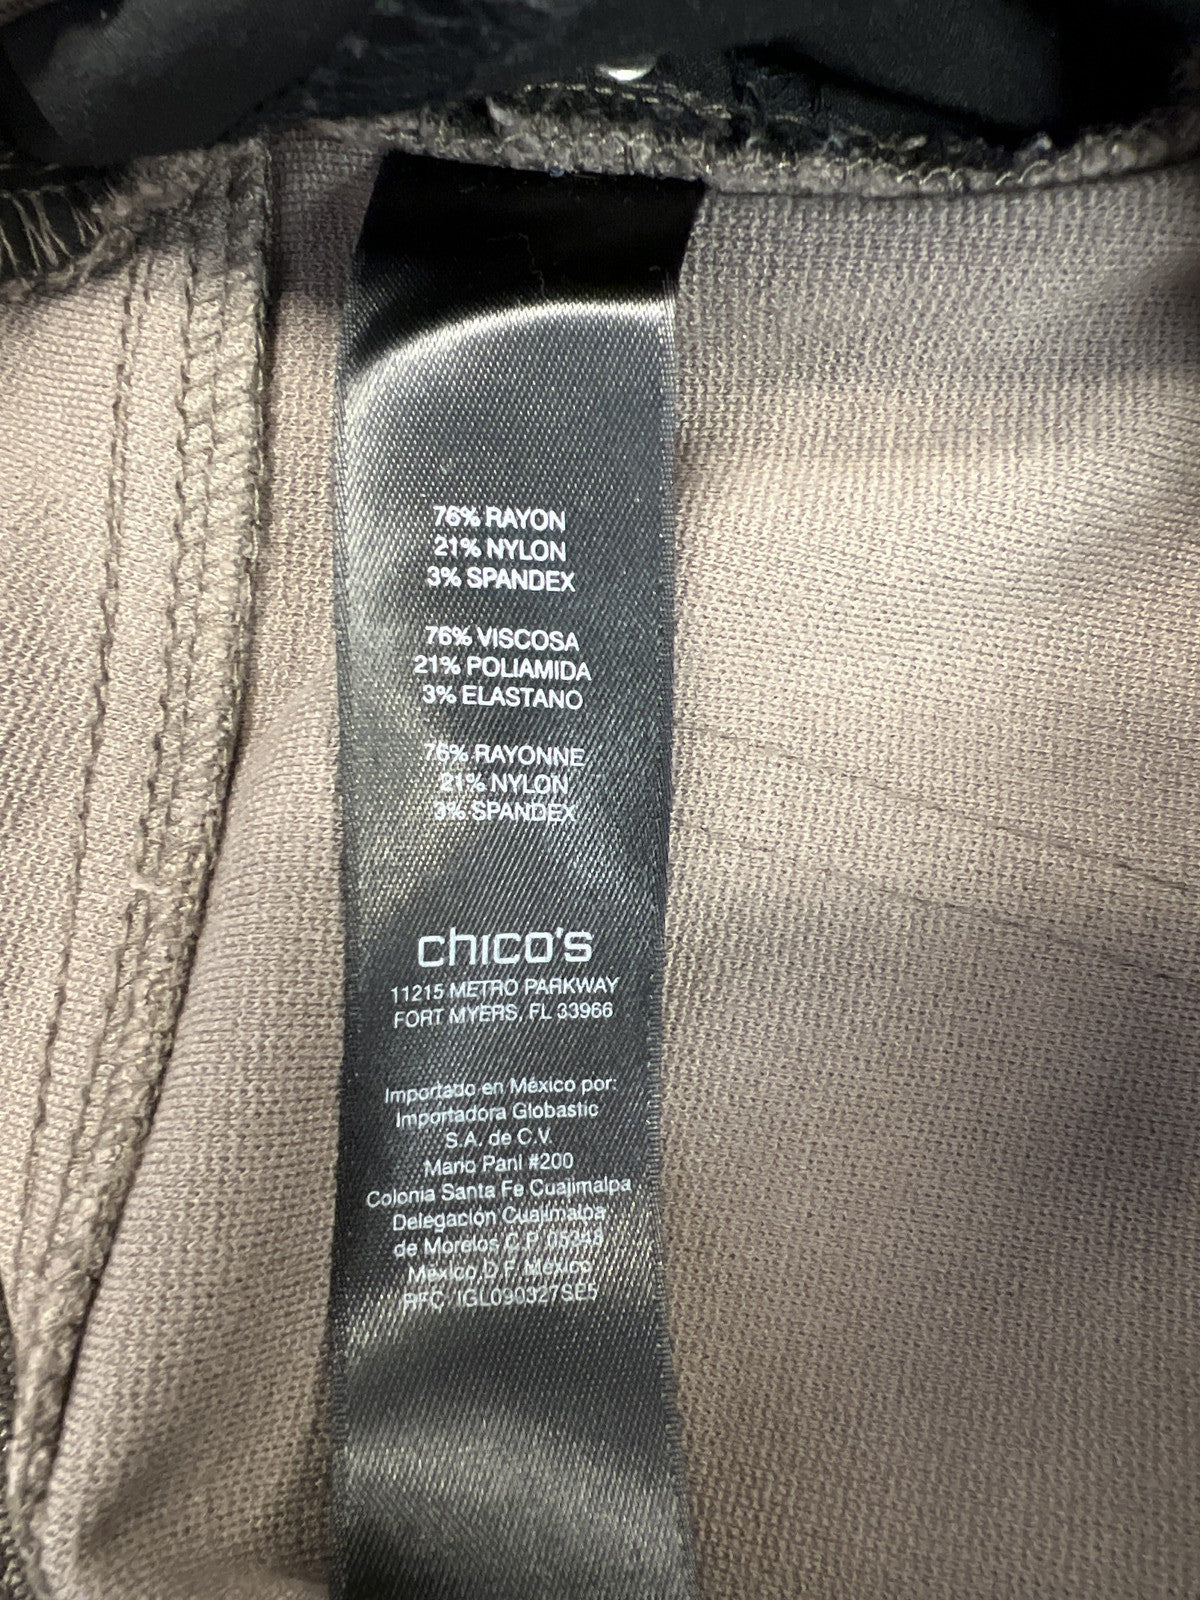 76% RAYON
21% NYLON
3% SPANDEX
76% VISCOSA
21% POLIAMIDA
3% ELASTANO
76% RAYONNE
21% NYLON
3% SPANDEX
chico's
11215 METRO PARKWAY
FORT MYERS, FL 33966
Importado en México por:
Importadora Globastic
S.A. de C.V.
Mario Pani #200
Colonia Santa Fe Cuajimalpa
Delegación Cuajimalpa
de Morelos C.P. 05348
México D.F. México
RFC: IGL090327SE5